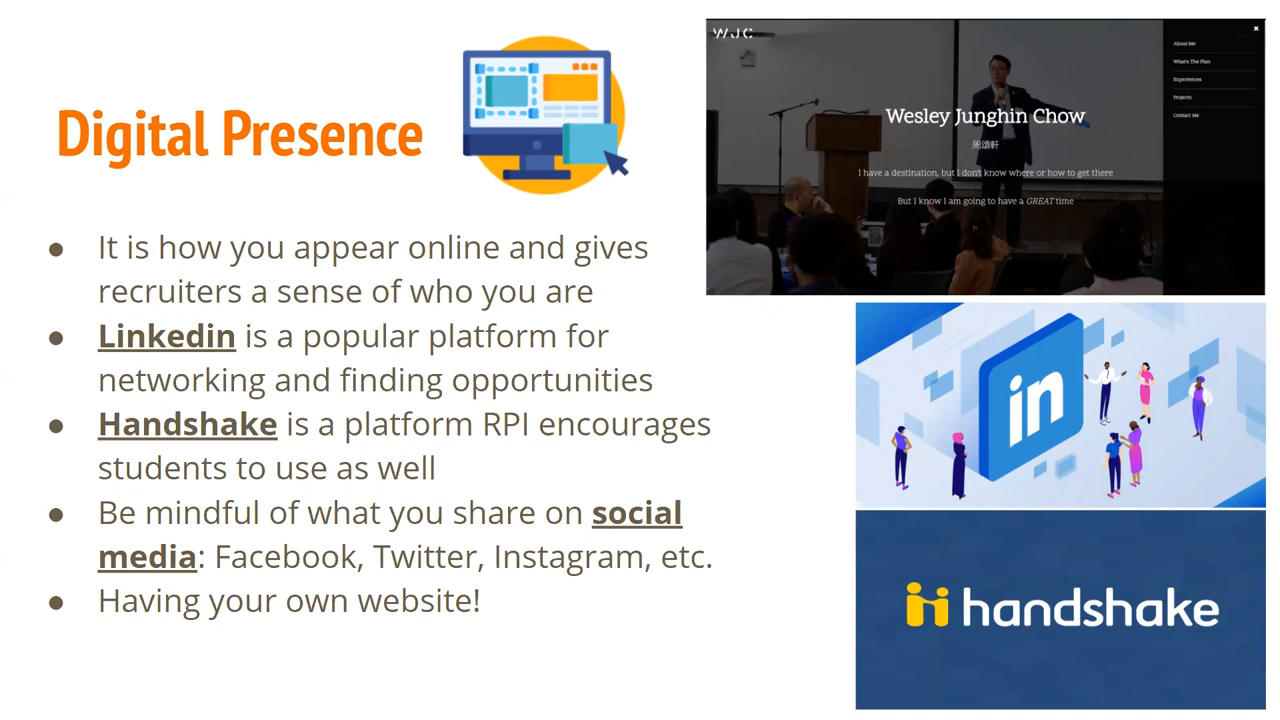 Digital Presence
● It is how you appear online and gives
recruiters a sense of who you are
● Linkedin is a popular platform for
networking and finding opportunities
● Handshake is a platform RPI encourages
students to use as well
● Be mindful of what you share on social
media: Facebook, Twitter, Instagram, etc.
● Having your own website!
WJC
Wesley Junghin Chow
周頌軒
I have a destination, but I don't know where or how to get there
But I know I am going to have a GREAT time
About Me
What's The Plan
Experiences
Projects
Contact Me
in
handshake